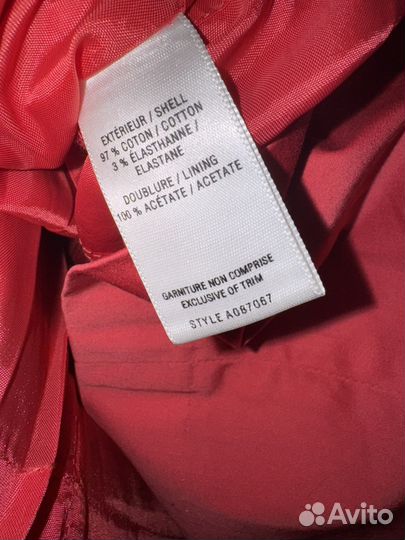 EXTÉRIEUR / SHELL
97 % COTON / COTTON
3 % ÉLASTHANNE /
ELASTANE
DOUBLURE / LINING
100 % ACÉTATE / ACETATE
GARNITURE NON COMPRISE
EXCLUSIVE OF TRIM
STYLE A087067
Avito